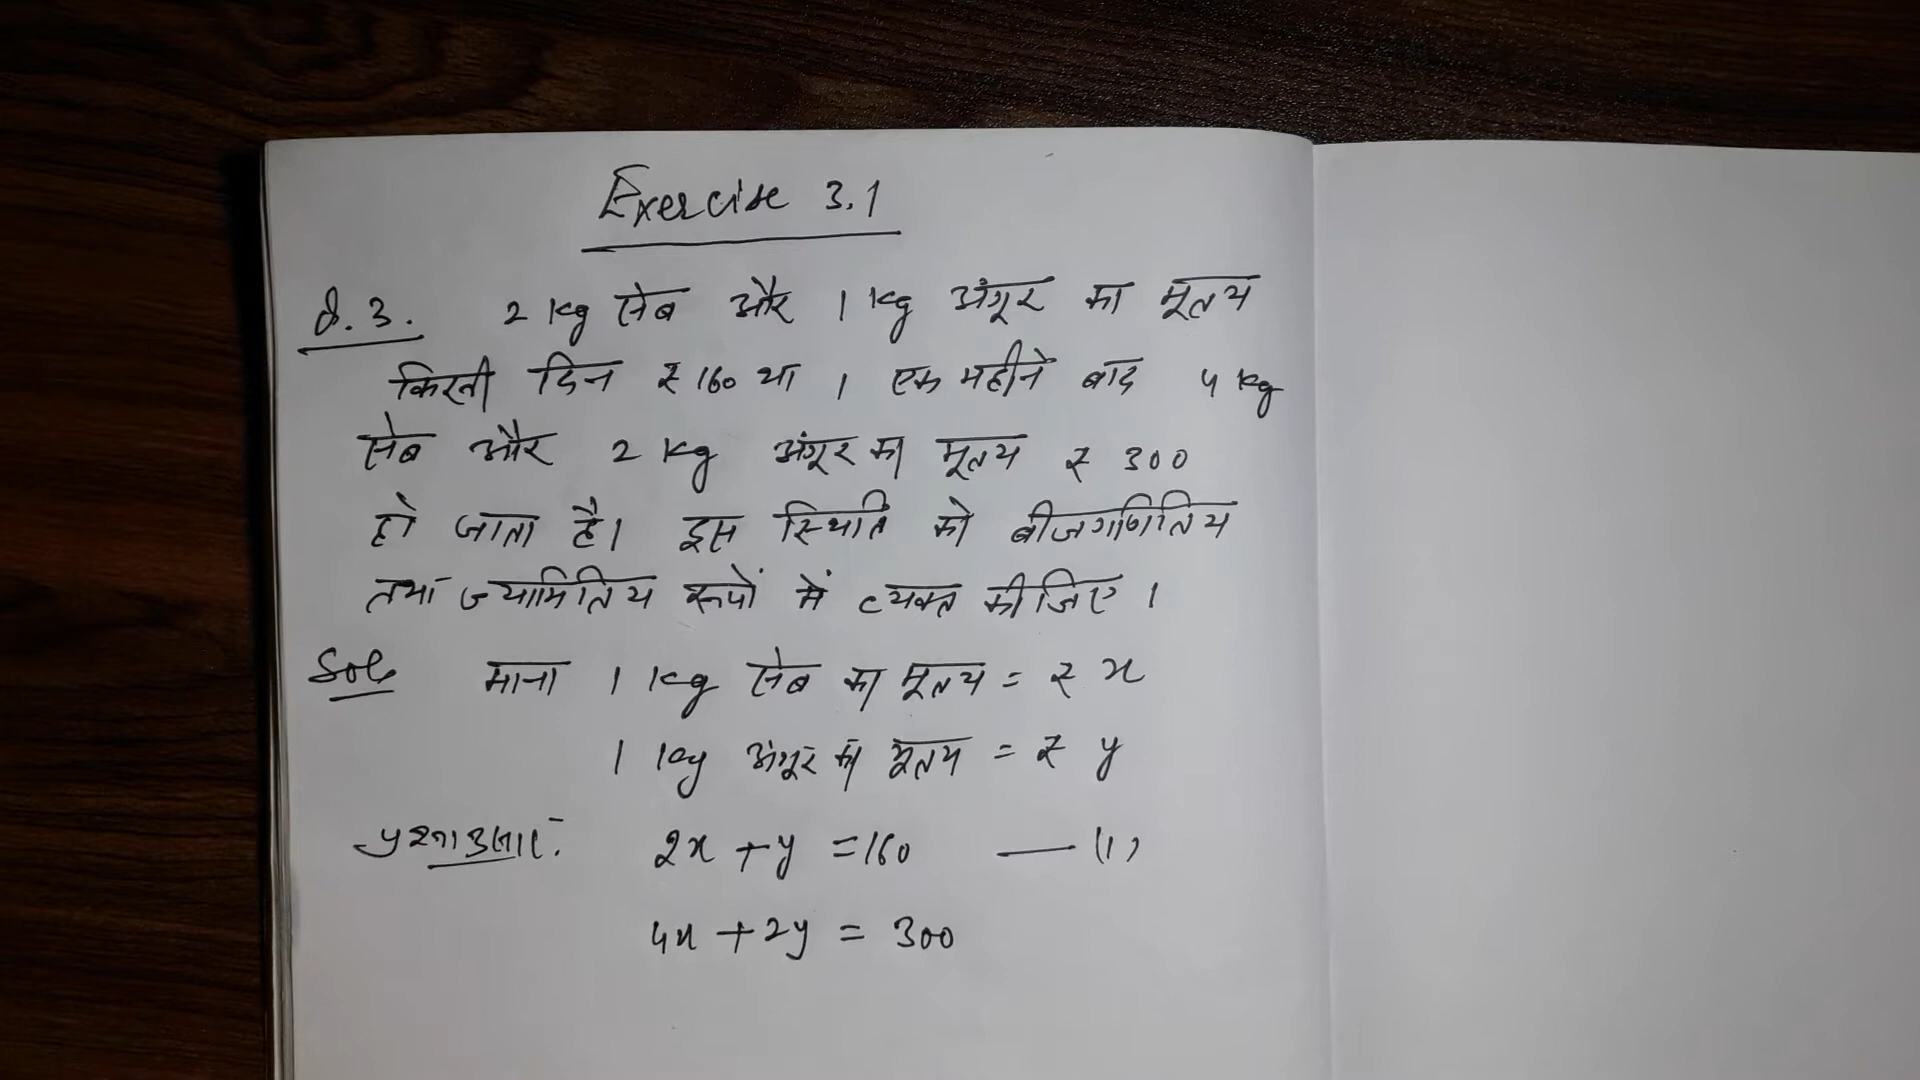 Exercise 3.1
Q.3. 2 kg सेब और 1 kg अंगूर का मूल्य
किसी दिन ₹ 160 था । एक महीने बाद 4 kg
सेब और 2 kg अंगूर का मूल्य ₹ 300
हो जाता है। इस स्थिति को बीजगणितिय
तथा ज्यामितिय रूपों में व्यक्त कीजिए ।
Sol माना 1 kg सेब का मूल्य = ₹ x
1 kg अंगूर का मूल्य = ₹ y
प्रश्नानुसार: 2x + y = 160 — (1)
4x + 2y = 300